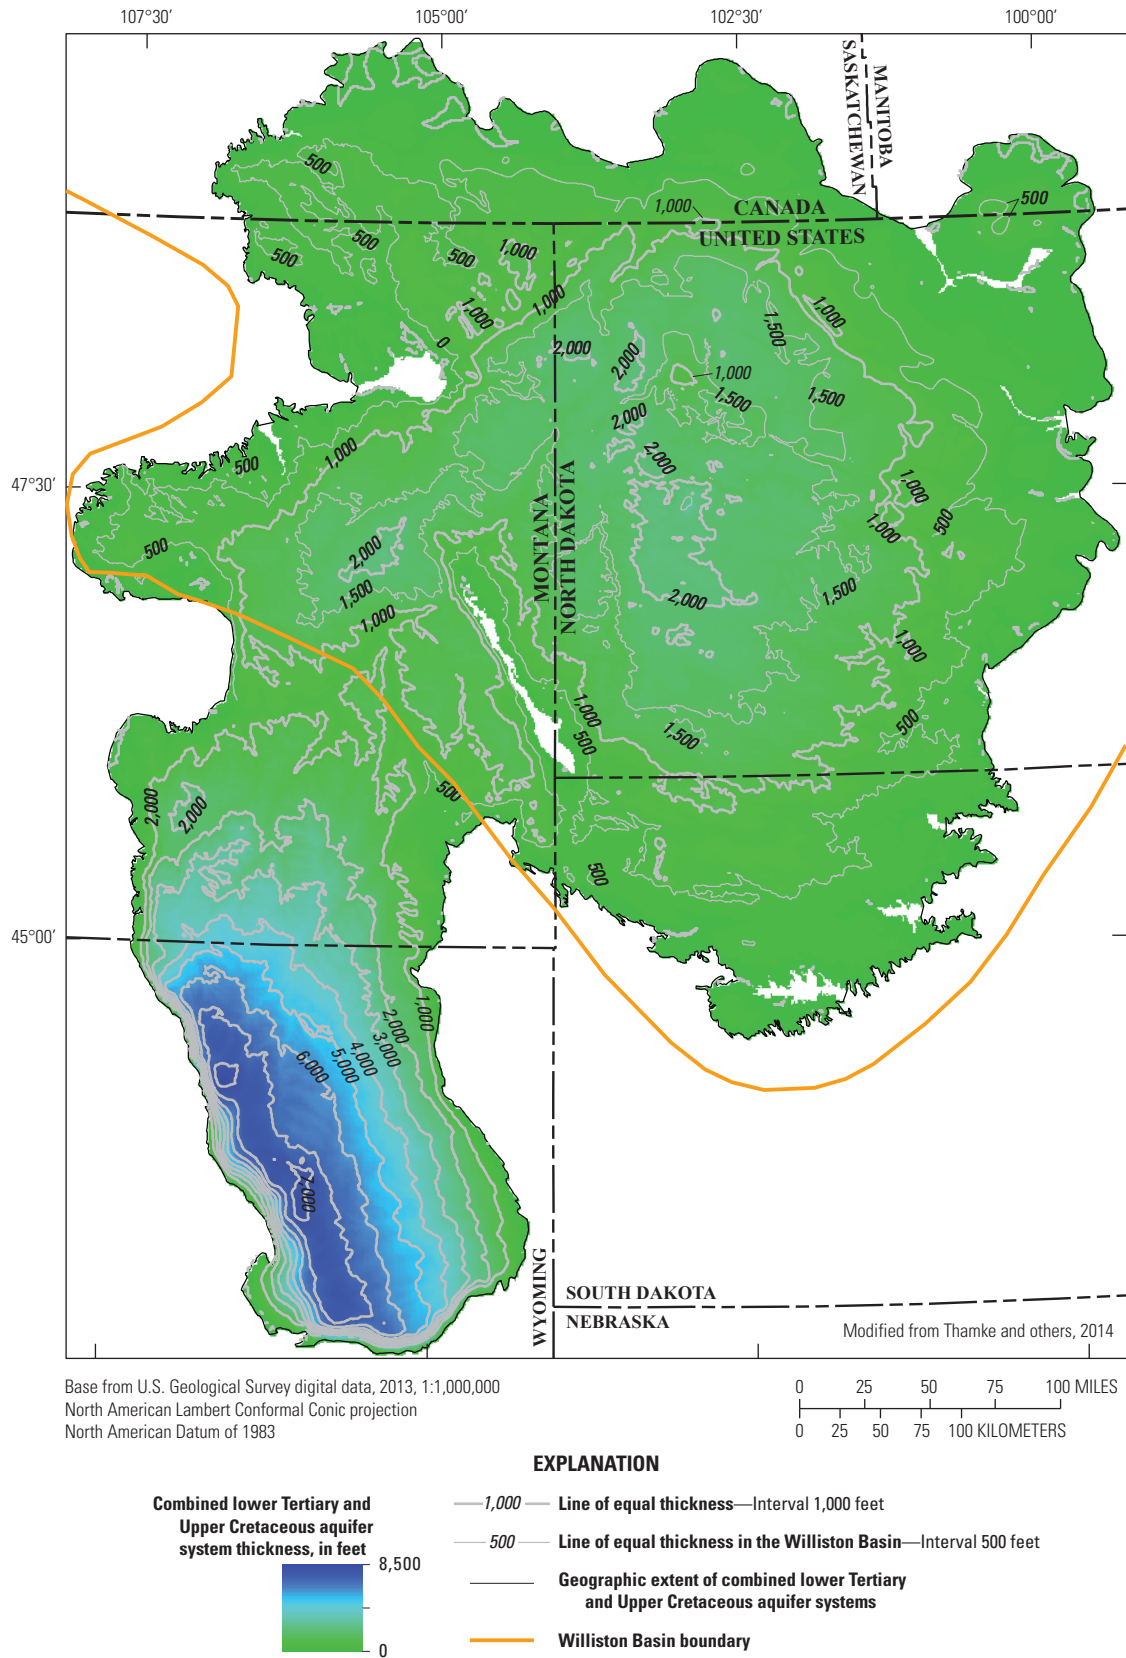 107°30'
105°00'
102°30'
100°00'
SASKATCHEWAN
MANITOBA
500
1,000
CANADA
UNITED STATES
500
500
500
500
1,000
1,000
1,000
1,000
1,500
0
2,000
2,000
1,000
1,500
1,500
2,000
2,000
1,000
500
47°30'
MONTANA
NORTH DAKOTA
1,000
500
1,000
500
2,000
1,500
1,000
2,000
1,500
1,000
1,000
500
1,500
500
500
2,000
2,000
500
45°00'
1,000
2,000
3,000
4,000
5,000
6,000
7,000
WYOMING
SOUTH DAKOTA
NEBRASKA
Modified from Thamke and others, 2014
Base from U.S. Geological Survey digital data, 2013, 1:1,000,000
North American Lambert Conformal Conic projection
North American Datum of 1983
0 25 50 75 100 MILES
0 25 50 75 100 KILOMETERS
EXPLANATION
Combined lower Tertiary and
Upper Cretaceous aquifer
system thickness, in feet
8,500
0
1,000 Line of equal thickness—Interval 1,000 feet
500 Line of equal thickness in the Williston Basin—Interval 500 feet
Geographic extent of combined lower Tertiary
and Upper Cretaceous aquifer systems
Williston Basin boundary